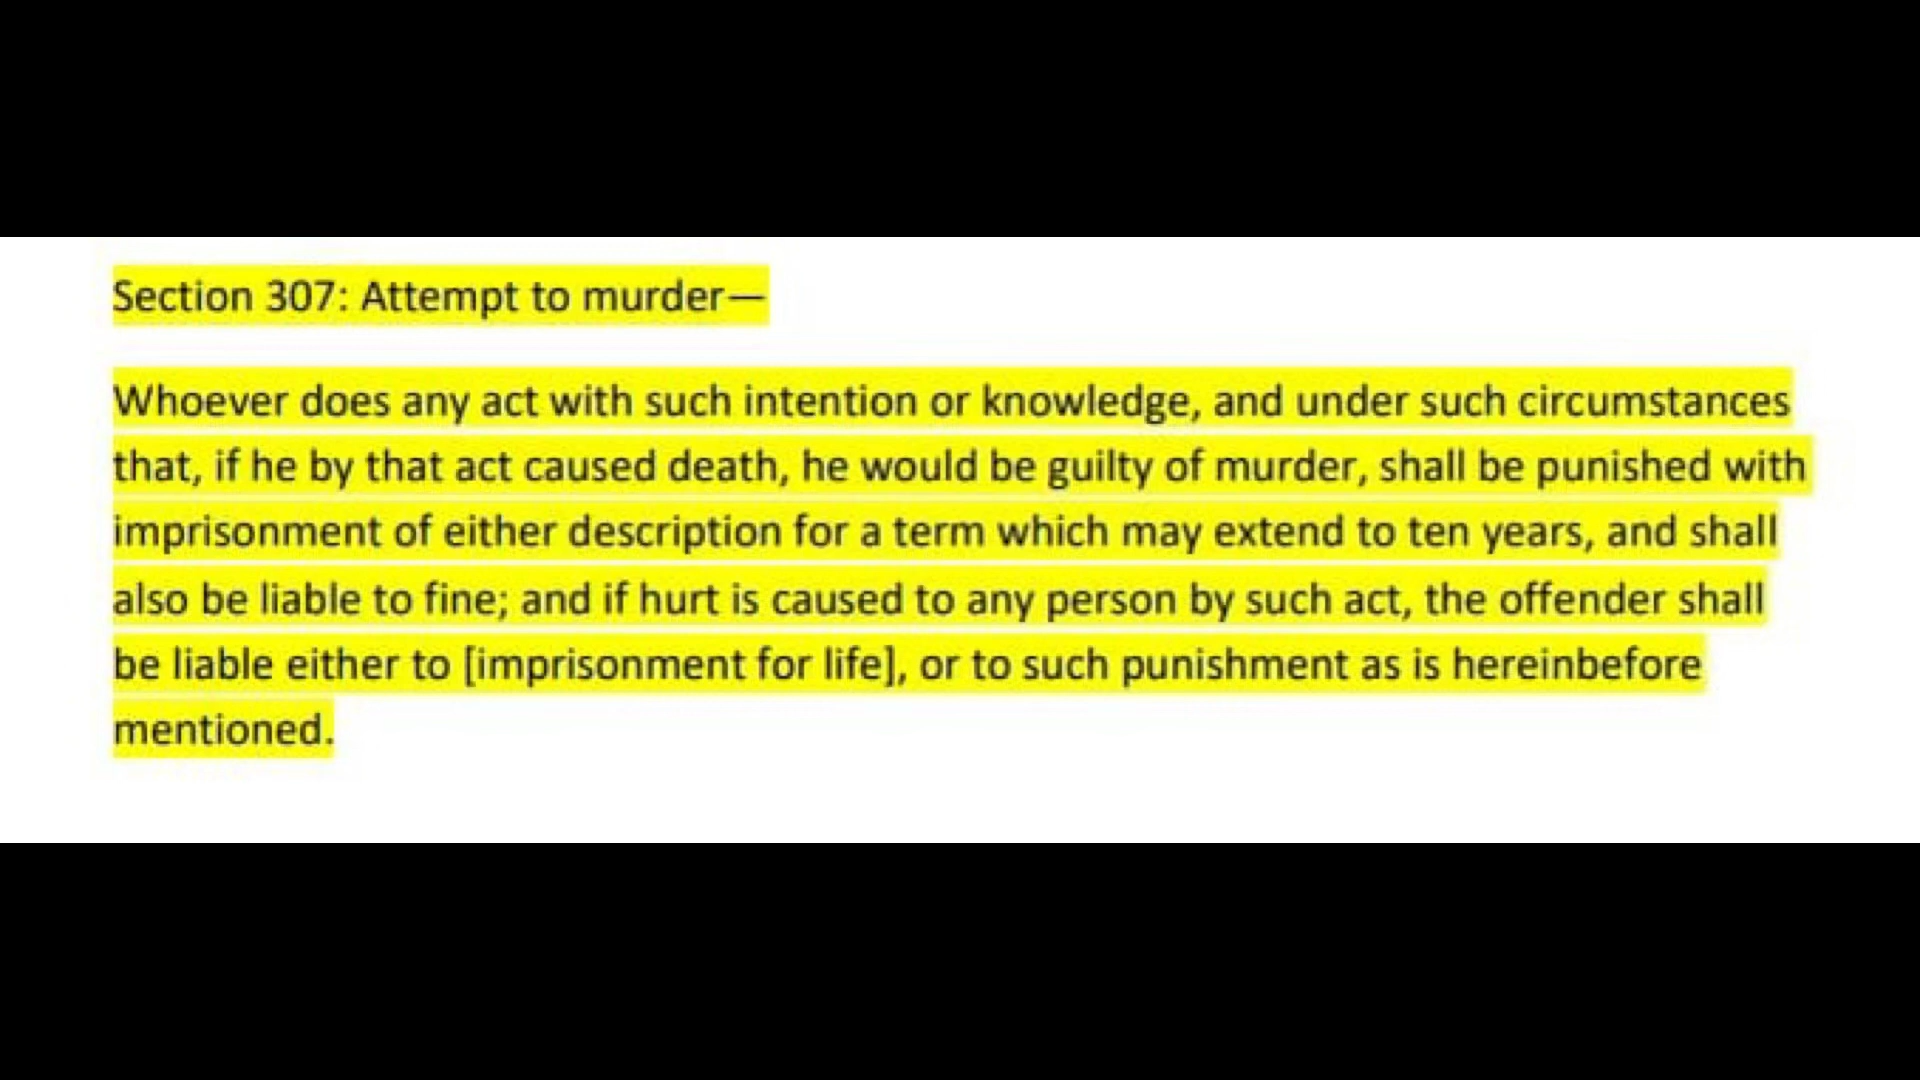 Section 307: Attempt to murder—
Whoever does any act with such intention or knowledge, and under such circumstances
that, if he by that act caused death, he would be guilty of murder, shall be punished with
imprisonment of either description for a term which may extend to ten years, and shall
also be liable to fine; and if hurt is caused to any person by such act, the offender shall
be liable either to [imprisonment for life], or to such punishment as is hereinbefore
mentioned.